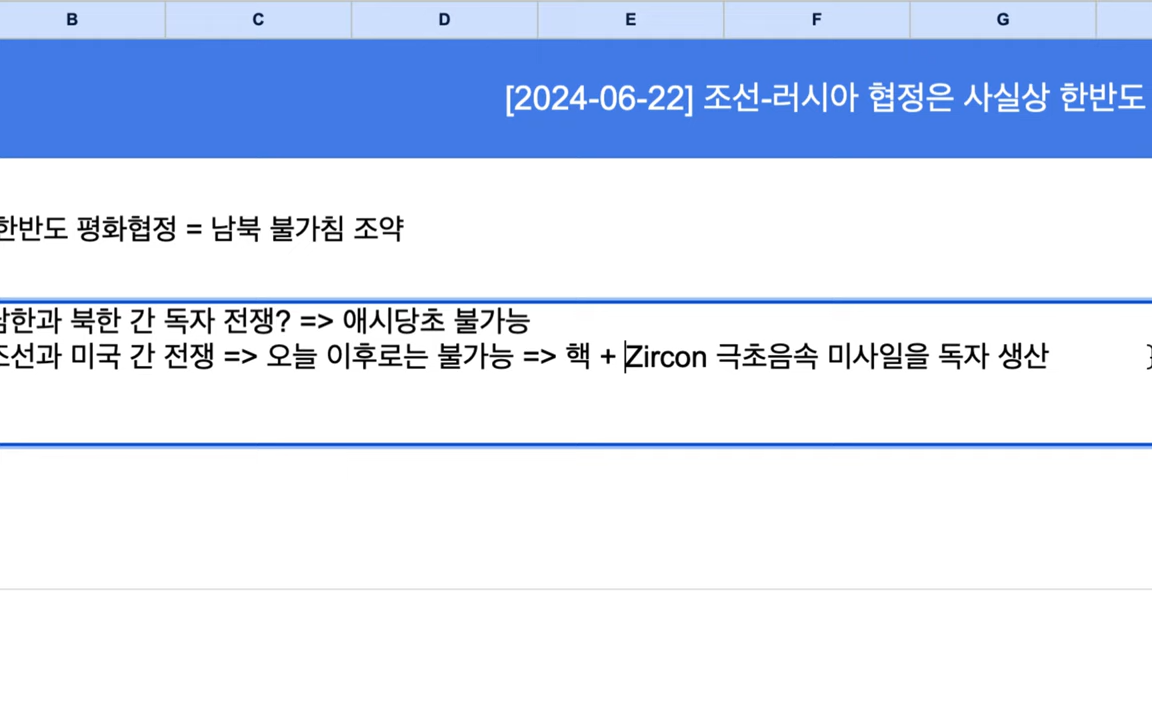 B C D E F G
[2024-06-22] 조선-러시아 협정은 사실상 한반도
한반도 평화협정 = 남북 불가침 조약
남한과 북한 간 독자 전쟁? => 애시당초 불가능
조선과 미국 간 전쟁 => 오늘 이후로는 불가능 => 핵 + Zircon 극초음속 미사일을 독자 생산